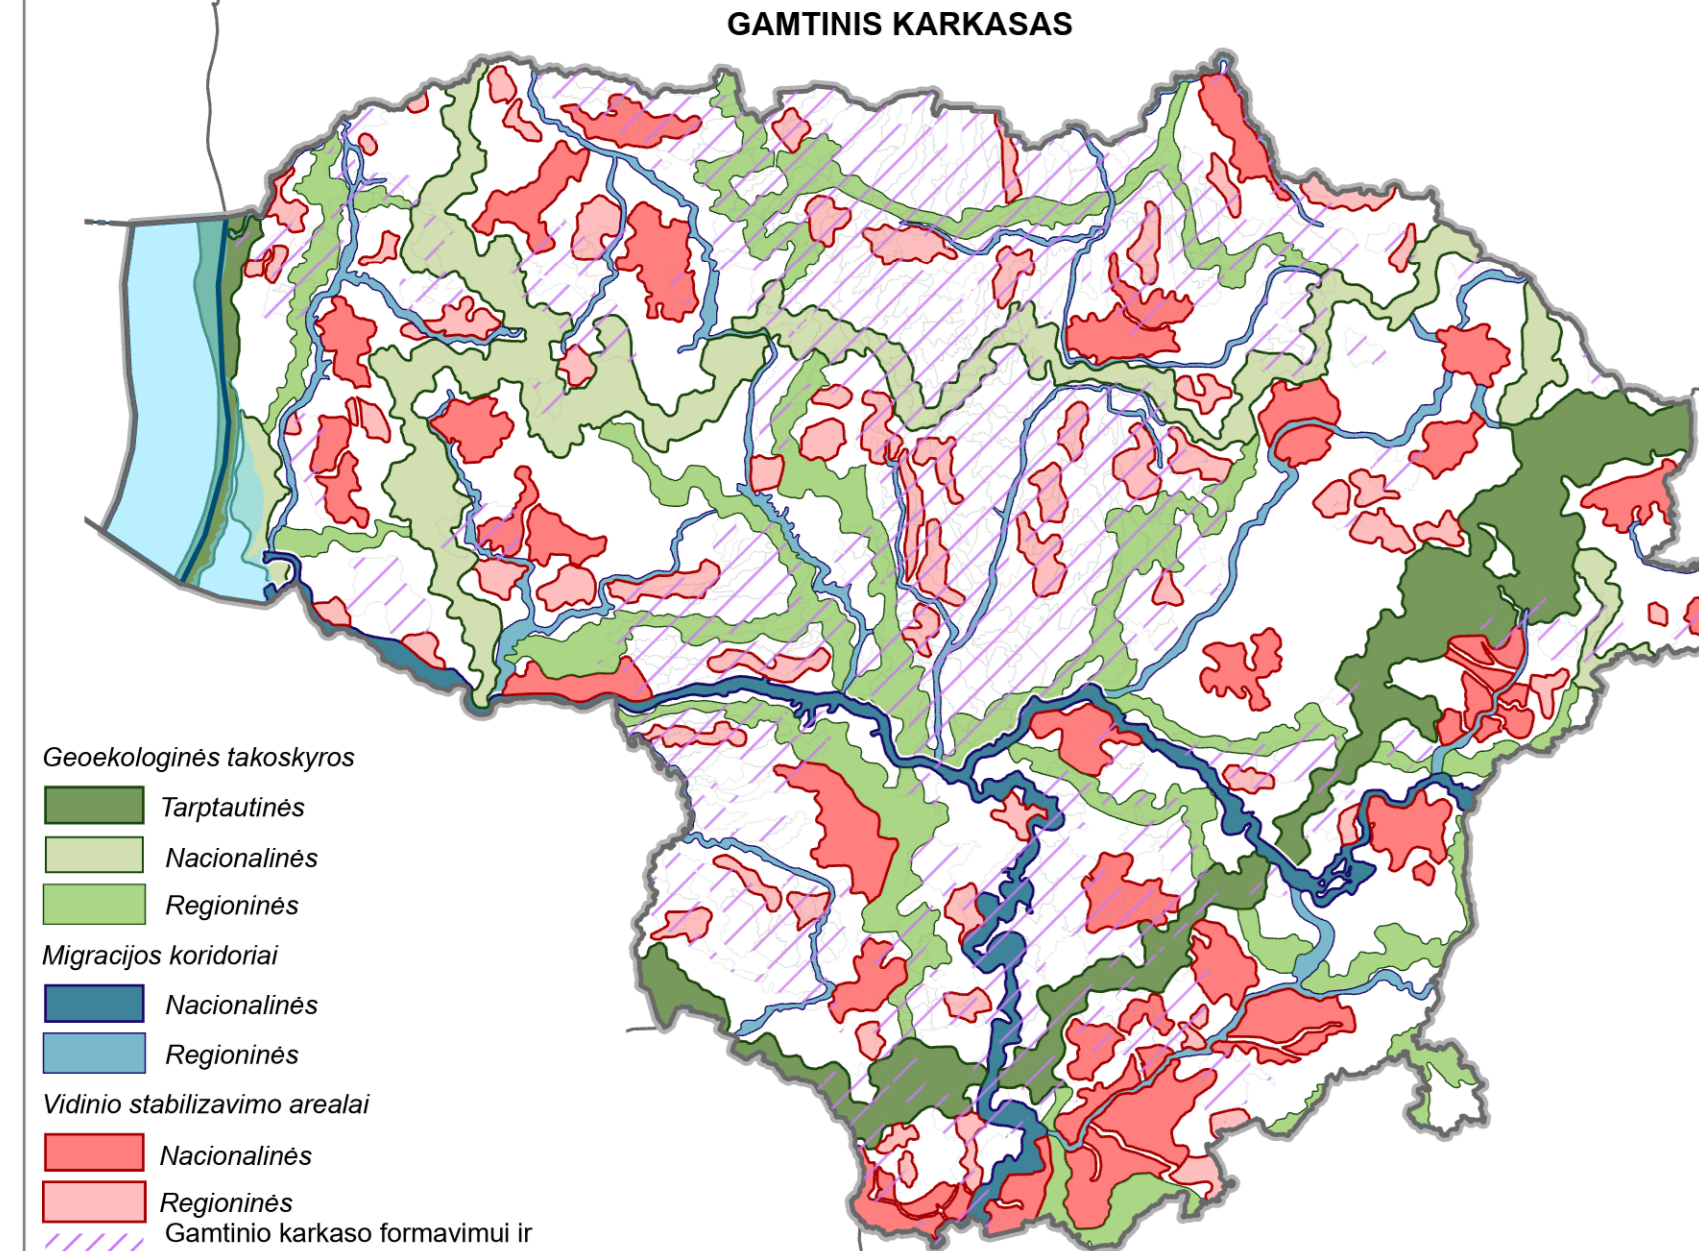 GAMTINIS KARKASAS
Geoekologinės takoskyros
Tarptautinės
Nacionalinės
Regioninės
Migracijos koridoriai
Nacionalinės
Regioninės
Vidinio stabilizavimo arealai
Nacionalinės
Regioninės
Gamtinio karkaso formavimui ir